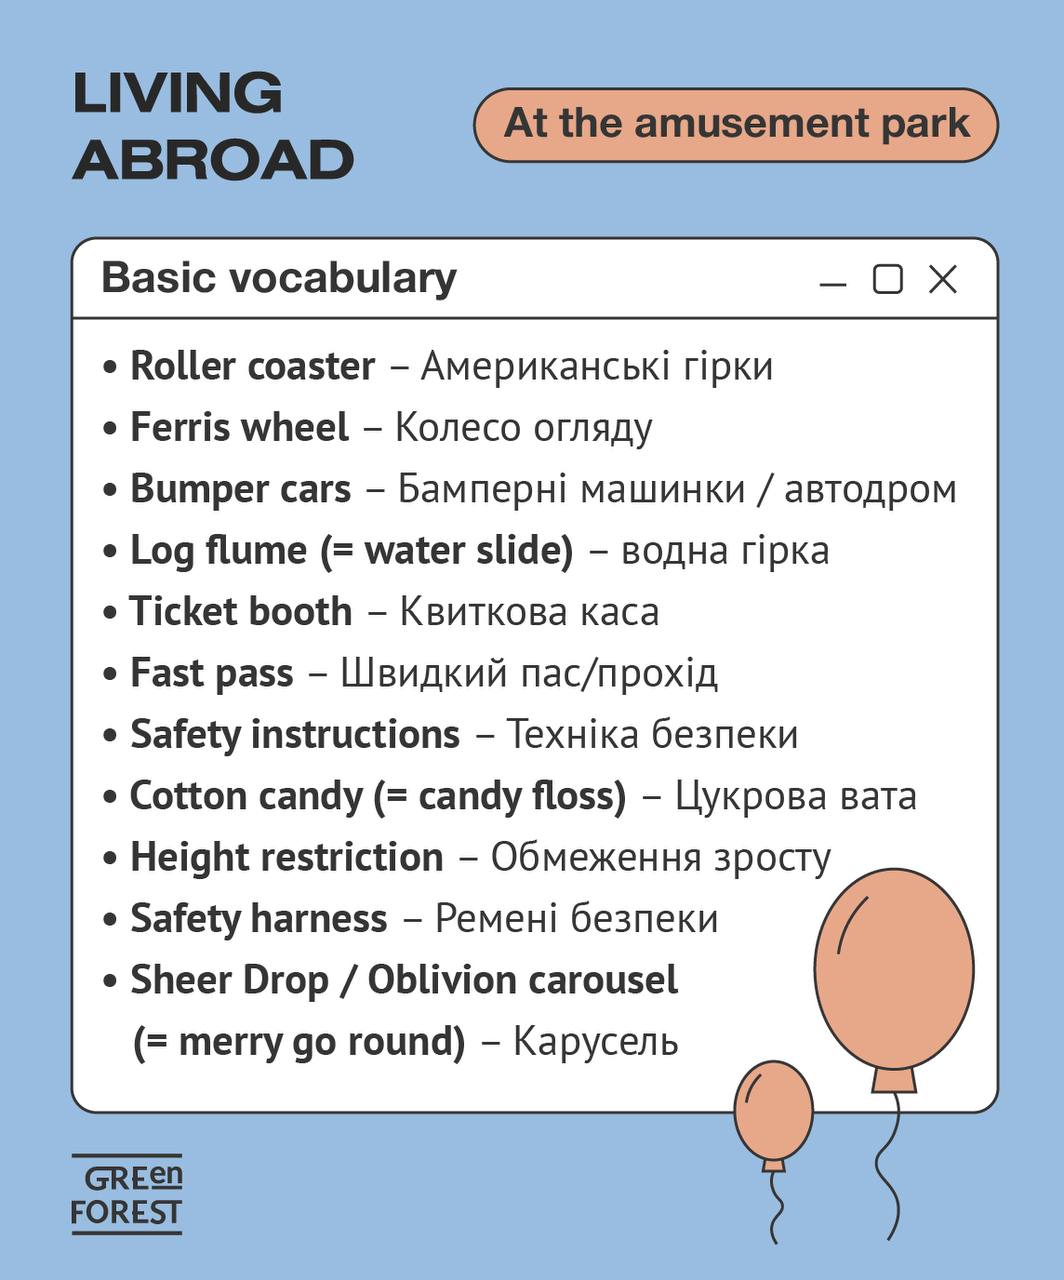 LIVING
ABROAD
At the amusement park
Basic vocabulary
• Roller coaster – Американські гірки
• Ferris wheel – Колесо огляду
• Bumper cars – Бамперні машинки / автодром
• Log flume (= water slide) – водна гірка
• Ticket booth – Квиткова каса
• Fast pass – Швидкий пас/прохід
• Safety instructions – Техніка безпеки
• Cotton candy (= candy floss) – Цукрова вата
• Height restriction – Обмеження зросту
• Safety harness – Ремені безпеки
• Sheer Drop / Oblivion carousel
(= merry go round) – Карусель
GREen
FOREST